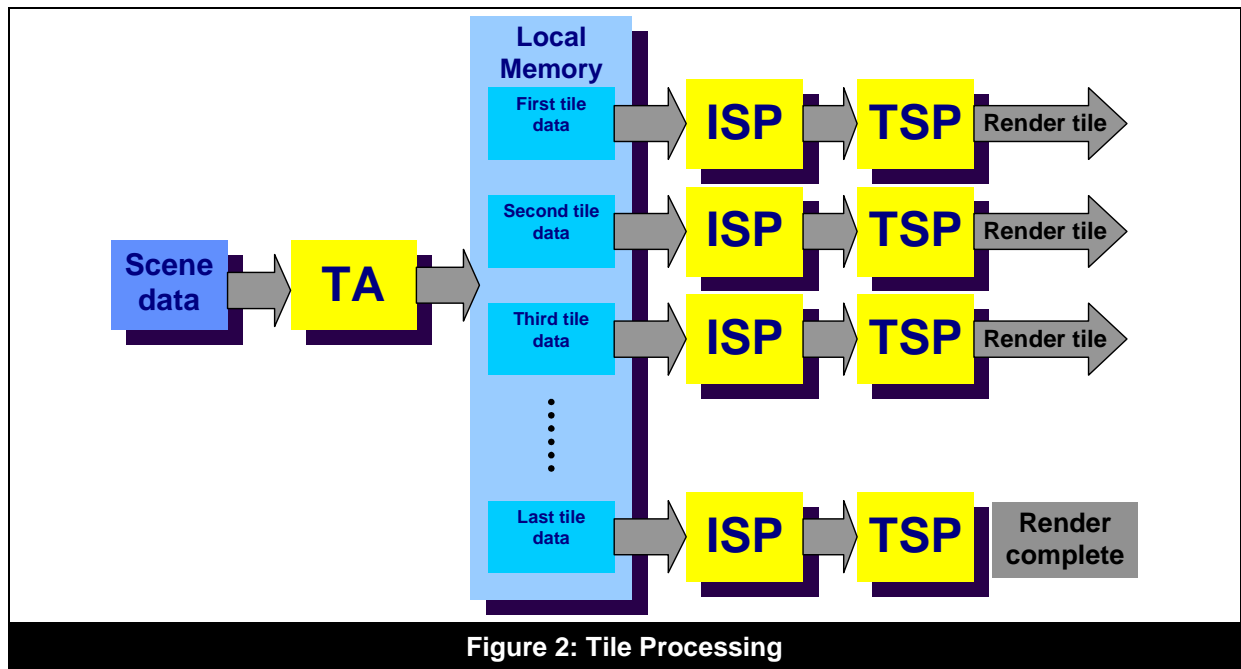 Local
Memory
First tile
data
ISP
TSP
Render tile
Second tile
data
ISP
TSP
Render tile
Scene
data
TA
Third tile
data
ISP
TSP
Render tile
Last tile
data
ISP
TSP
Render
complete
Figure 2: Tile Processing